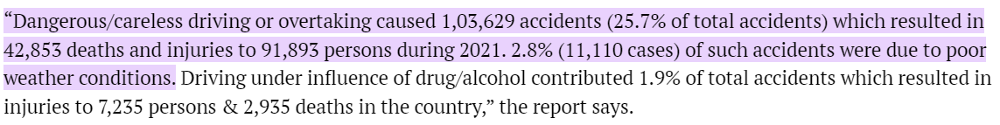 “Dangerous/careless driving or overtaking caused 1,03,629 accidents (25.7% of total accidents) which resulted in
42,853 deaths and injuries to 91,893 persons during 2021. 2.8% (11,110 cases) of such accidents were due to poor
weather conditions. Driving under influence of drug/alcohol contributed 1.9% of total accidents which resulted in
injuries to 7,235 persons & 2,935 deaths in the country,” the report says.